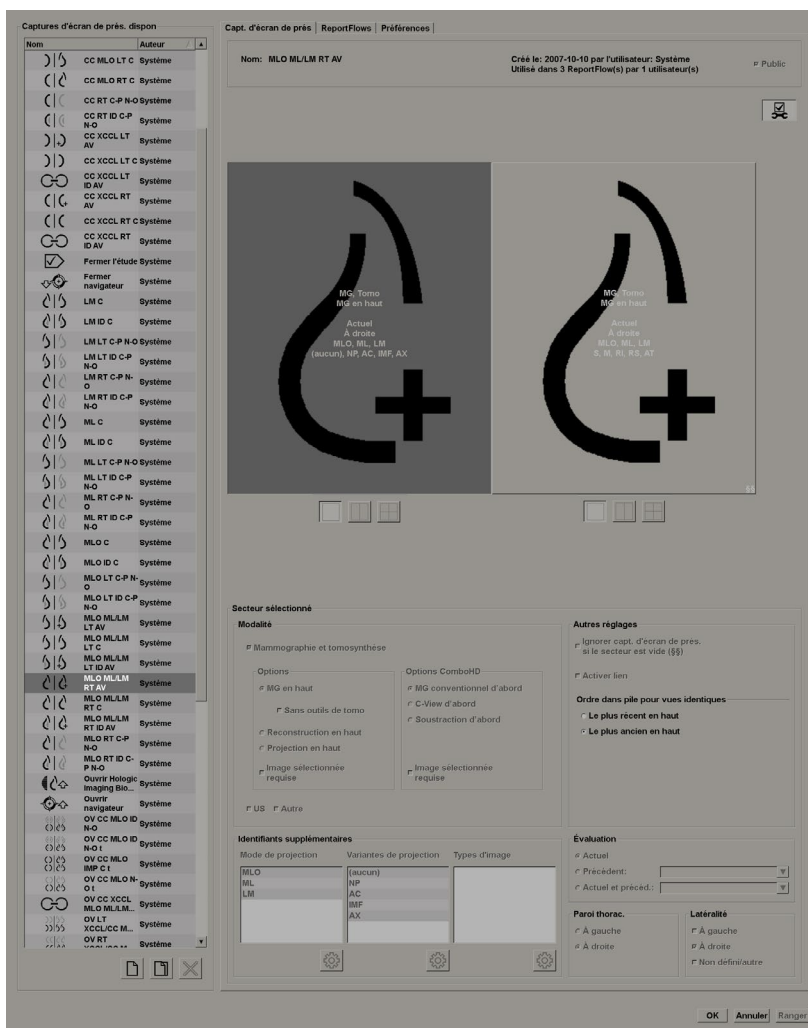 Captures d'écran de prés. dispon
Nom Auteur
CC MLO LT C Système
CC MLO RT C Système
CC RT C-P N-O Système
CC RT ID C-P
N-O Système
CC XCCL LT
AV Système
CC XCCL LT C Système
CC XCCL LT
ID AV Système
CC XCCL RT
AV Système
CC XCCL RT C Système
CC XCCL RT
ID AV Système
Fermer l'étude Système
Fermer
navigateur Système
LM C Système
LM ID C Système
LM LT C-P N-O Système
LM LT ID C-P
N-O Système
LM RT C-P N-
O Système
LM RT ID C-P
N-O Système
ML C Système
ML ID C Système
ML LT C-P N-O Système
ML LT ID C-P
N-O Système
ML RT C-P N-
O Système
ML RT ID C-P
N-O Système
MLO C Système
MLO ID C Système
MLO LT C-P N-
O Système
MLO LT ID C-P
N-O Système
MLO ML/LM
LT AV Système
MLO ML/LM
LT C Système
MLO ML/LM
LT ID AV Système
MLO ML/LM
RT AV Système
MLO ML/LM
RT C Système
MLO ML/LM
RT ID AV Système
MLO RT C-P
N-O Système
MLO RT ID C-
P N-O Système
Ouvrir Hologic
Imaging Bio... Système
Ouvrir
navigateur Système
OV CC MLO ID
N-O Système
OV CC MLO ID
N-O t Système
OV CC MLO
IMP C t Système
OV CC MLO N-
O t Système
OV CC XCCL
MLO ML/LM... Système
OV LT
XCCL/CC M... Système
OV RT
Système
Capt. d'écran de prés ReportFlows Préférences
Nom: MLO ML/LM RT AV
Créé le: 2007-10-10 par l'utilisateur: Système
Utilisé dans 3 ReportFlow(s) par 1 utilisateur(s)
Public
MG, Tomo
MG en haut
Actuel
À droite
MLO, ML, LM
(aucun), NP, AC, IMF, AX
MG, Tomo
MG en haut
Actuel
À droite
MLO, ML, LM
S, M, RI, RS, AT
§§
Secteur sélectionné
Modalité
Mammographie et tomosynthèse
Options
MG en haut
Sans outils de tomo
Reconstruction en haut
Projection en haut
Image sélectionnée
requise
Options ComboHD
MG conventionnel d'abord
C-View d'abord
Soustraction d'abord
Image sélectionnée
requise
US Autre
Autres réglages
Ignorer capt. d'écran de prés.
si le secteur est vide (§§)
Activer lien
Ordre dans pile pour vues identiques
Le plus récent en haut
Le plus ancien en haut
Identifiants supplémentaires
Mode de projection Variantes de projection Types d'image
MLO
ML
LM
(aucun)
NP
AC
IMF
AX
Évaluation
Actuel
Précédent:
Actuel et précéd.:
Paroi thorac.
À gauche
À droite
Latéralité
À gauche
À droite
Non défini/autre
OK Annuler Ranger